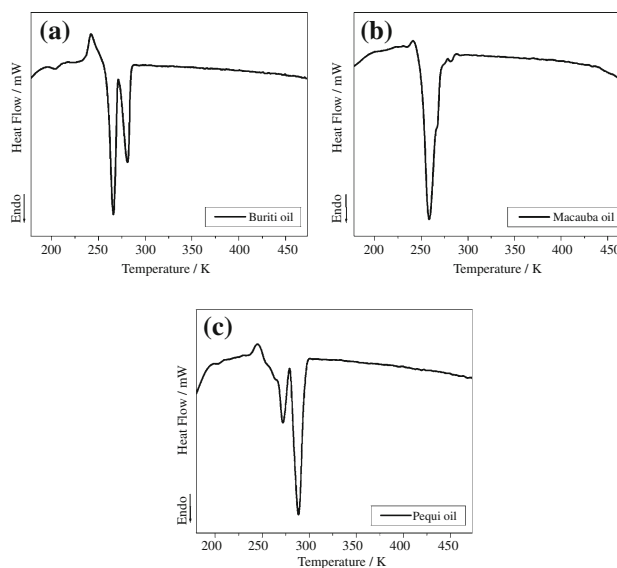 (a)
Heat Flow / mW
Endo
Buriti oil
200 250 300 350 400 450
Temperature / K
(b)
Heat Flow / mW
Endo
Macauba oil
200 250 300 350 400 450
Temperature / K
(c)
Heat Flow / mW
Endo
Pequi oil
200 250 300 350 400 450
Temperature / K